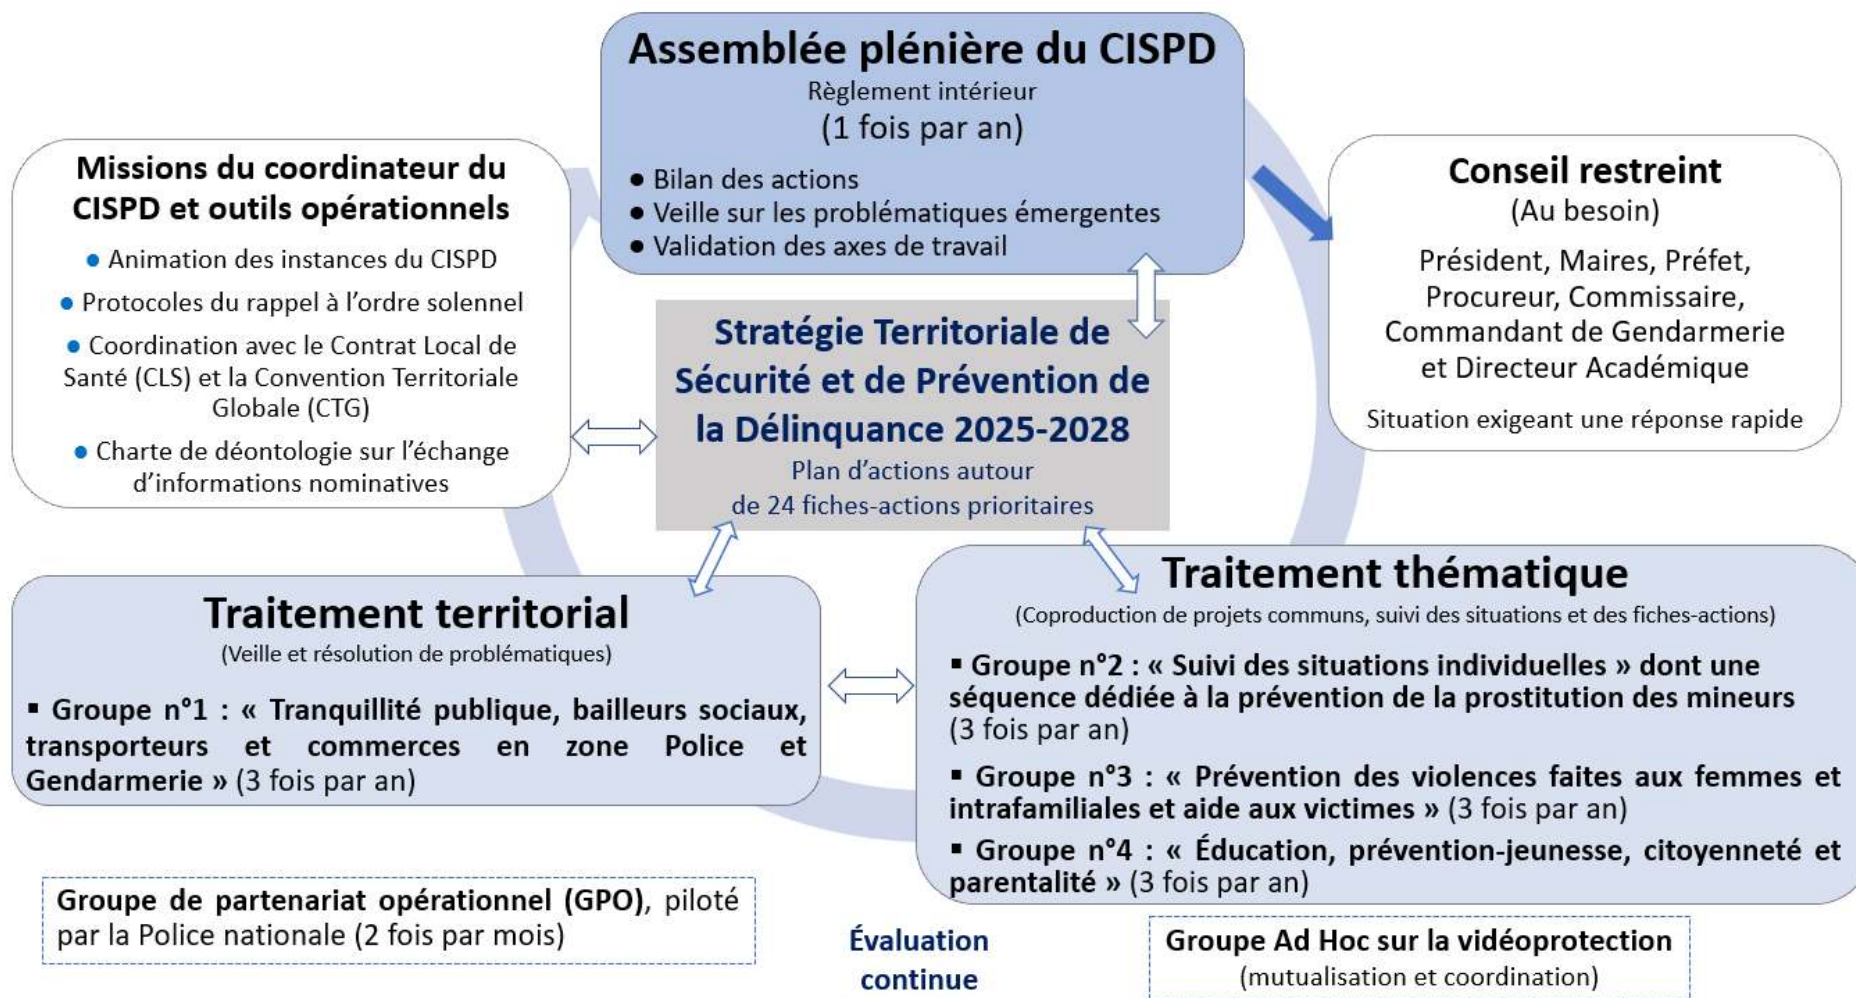 Assemblée plénière du CISPD
Règlement intérieur
(1 fois par an)
● Bilan des actions
● Veille sur les problématiques émergentes
● Validation des axes de travail
Missions du coordinateur du
CISPD et outils opérationnels
● Animation des instances du CISPD
● Protocoles du rappel à l’ordre solennel
● Coordination avec le Contrat Local de
Santé (CLS) et la Convention Territoriale
Globale (CTG)
● Charte de déontologie sur l’échange
d’informations nominatives
Conseil restreint
(Au besoin)
Président, Maires, Préfet,
Procureur, Commissaire,
Commandant de Gendarmerie
et Directeur Académique
Situation exigeant une réponse rapide
Stratégie Territoriale de
Sécurité et de Prévention de
la Délinquance 2025-2028
Plan d’actions autour
de 24 fiches-actions prioritaires
Traitement territorial
(Veille et résolution de problématiques)
▪ Groupe n°1 : « Tranquillité publique, bailleurs sociaux,
transporteurs et commerces en zone Police et
Gendarmerie » (3 fois par an)
Traitement thématique
(Coproduction de projets communs, suivi des situations et des fiches-actions)
▪ Groupe n°2 : « Suivi des situations individuelles » dont une
séquence dédiée à la prévention de la prostitution des mineurs
(3 fois par an)
▪ Groupe n°3 : « Prévention des violences faites aux femmes et
intrafamiliales et aide aux victimes » (3 fois par an)
▪ Groupe n°4 : « Éducation, prévention-jeunesse, citoyenneté et
parentalité » (3 fois par an)
Groupe de partenariat opérationnel (GPO), piloté
par la Police nationale (2 fois par mois)
Évaluation
continue
Groupe Ad Hoc sur la vidéoprotection
(mutualisation et coordination)